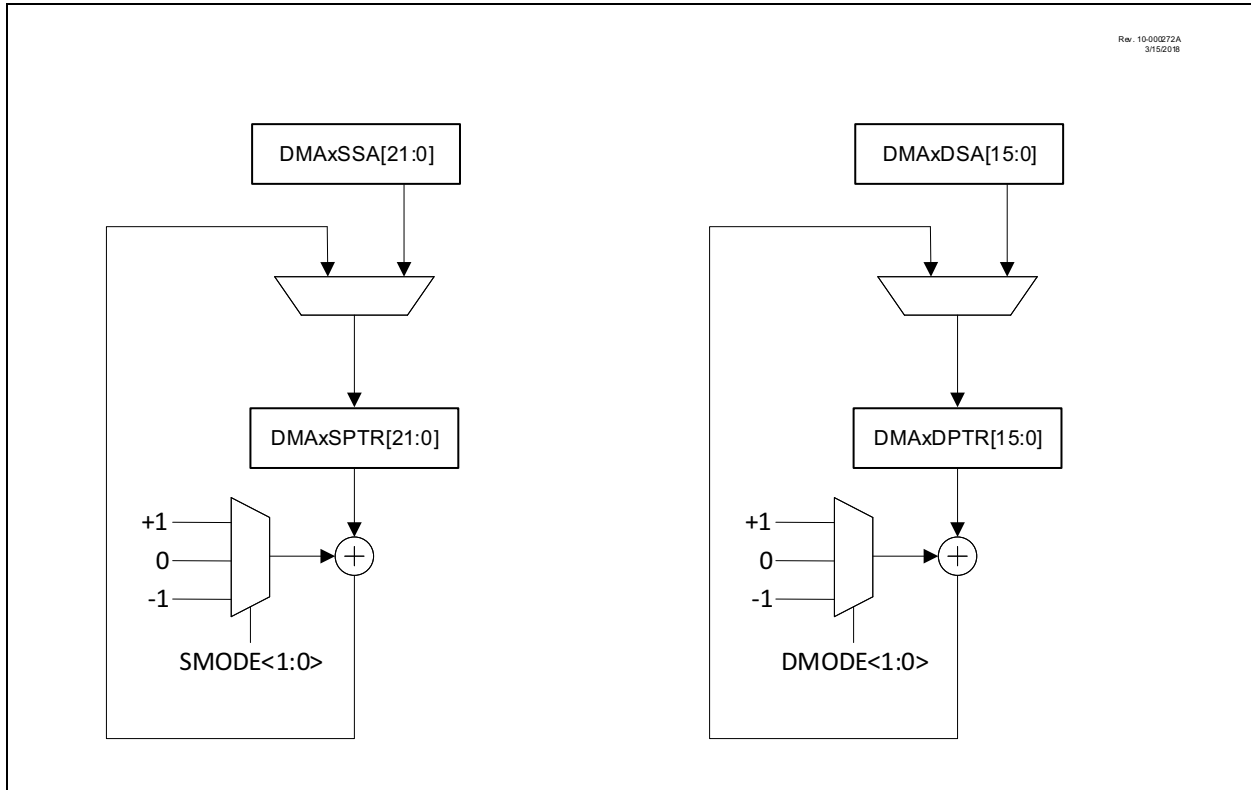 Rev. 10-000272A
3/15/2018
DMAxSSA[21:0]
DMAxDSA[15:0]
DMAxSPTR[21:0]
DMAxDPTR[15:0]
+1
0
-1
SMODE<1:0>
+1
0
-1
DMODE<1:0>